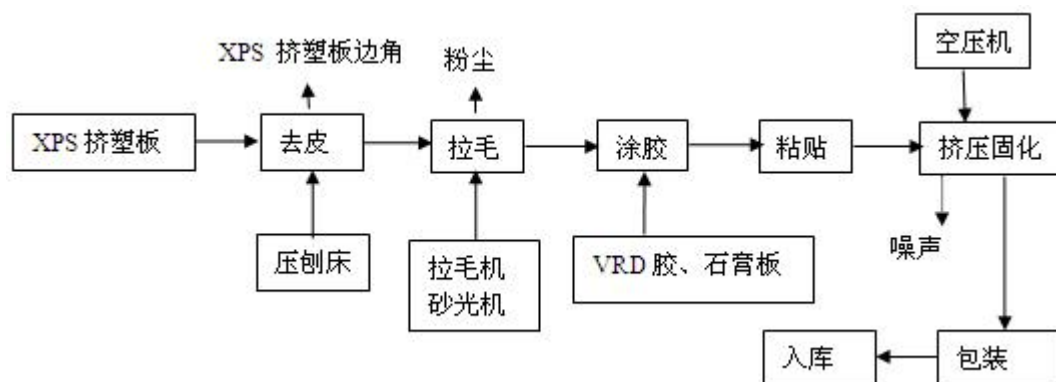 XPS 挤塑板边角
粉尘
空压机
XPS 挤塑板
去皮
拉毛
涂胶
粘贴
挤压固化
压刨床
拉毛机
砂光机
VRD 胶、石膏板
噪声
入库
包装